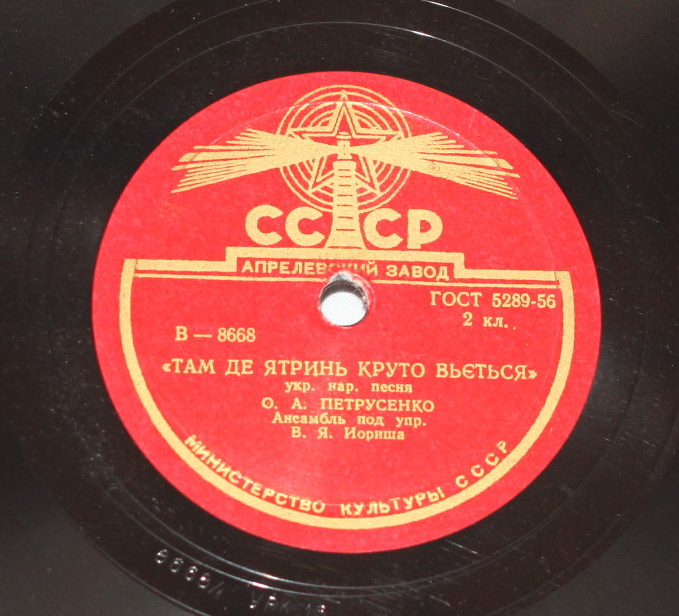 СССР
АПРЕЛЕВСКИЙ ЗАВОД
ГОСТ 5289-56
2 кл.
В — 8668
«ТАМ ДЕ ЯТРИНЬ КРУТО ВЬЄТЬСЯ»
укр. нар. песня
О. А. ПЕТРУСЕНКО
Ансамбль под упр.
В. Я. Иориша
МИНИСТЕРСТВО КУЛЬТУРЫ СССР